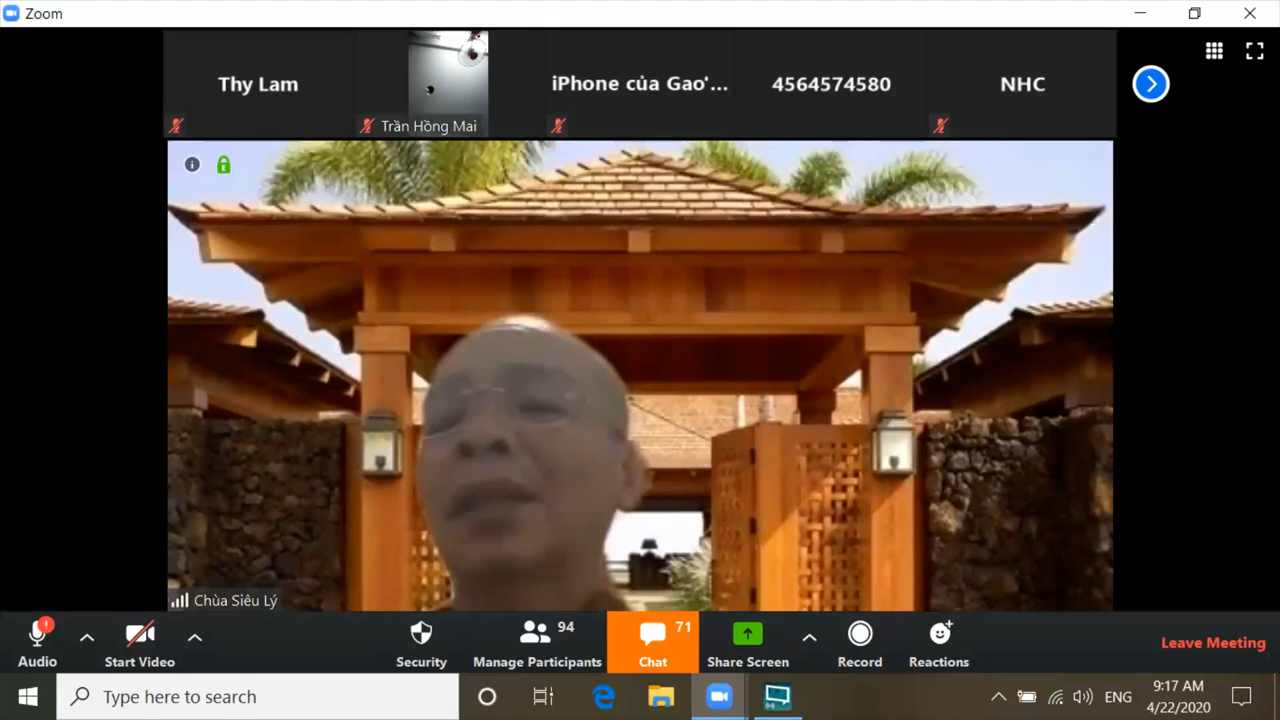 Zoom
Thy Lam
Trần Hồng Mai
iPhone của Gao'...
4564574580
NHC
Chùa Siêu Lý
Audio
Start Video
Security
94
Manage Participants
71
Chat
Share Screen
Record
Reactions
Leave Meeting
Type here to search
ENG
9:17 AM
4/22/2020